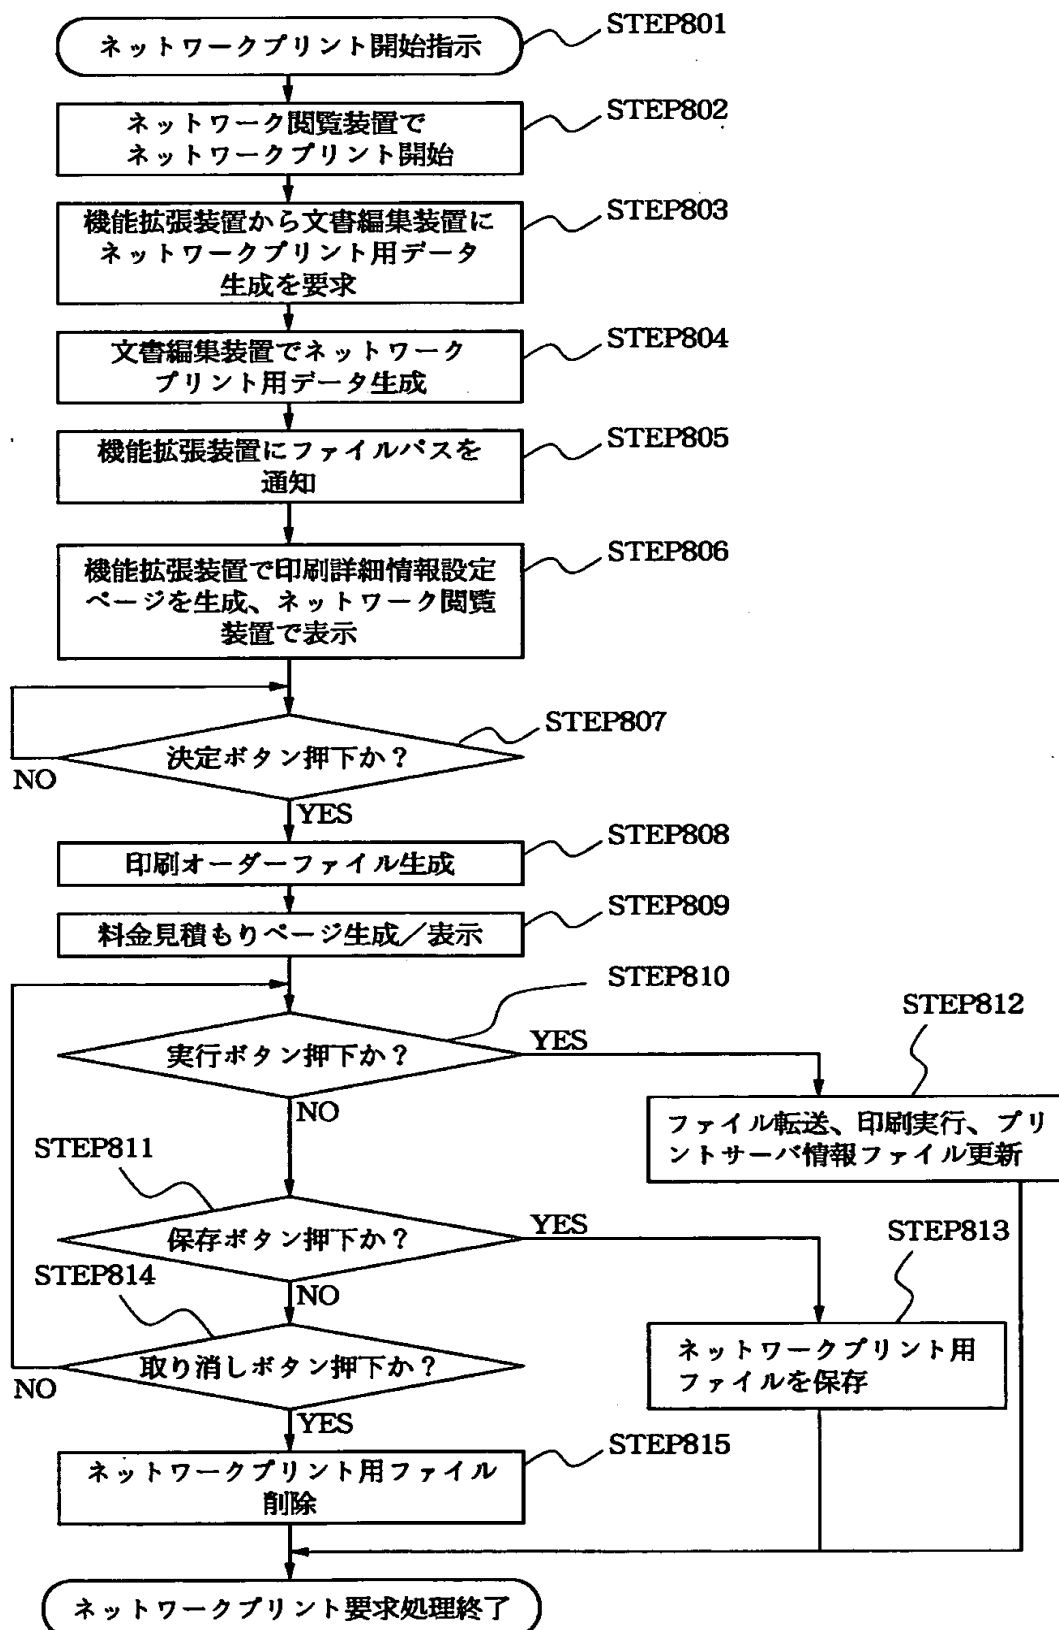 ネットワークプリント開始指示
STEP801
ネットワーク閲覧装置で
ネットワークプリント開始
STEP802
機能拡張装置から文書編集装置に
ネットワークプリント用データ
生成を要求
STEP803
文書編集装置でネットワーク
プリント用データ生成
STEP804
機能拡張装置にファイルパスを
通知
STEP805
機能拡張装置で印刷詳細情報設定
ページを生成、ネットワーク閲覧
装置で表示
STEP806
決定ボタン押下か？
STEP807
NO
YES
印刷オーダーファイル生成
STEP808
料金見積もりページ生成／表示
STEP809
実行ボタン押下か？
STEP810
YES
NO
STEP812
ファイル転送、印刷実行、プリ
ントサーバ情報ファイル更新
STEP811
保存ボタン押下か？
YES
NO
STEP813
ネットワークプリント用
ファイルを保存
STEP814
取り消しボタン押下か？
NO
YES
ネットワークプリント用ファイル
削除
STEP815
ネットワークプリント要求処理終了